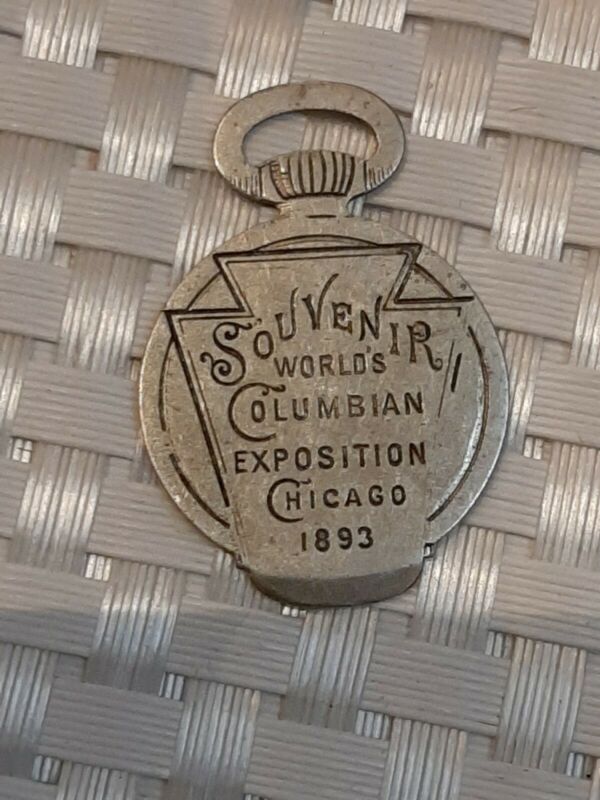 SOUVENIR
WORLD'S
COLUMBIAN
EXPOSITION
CHICAGO
1893